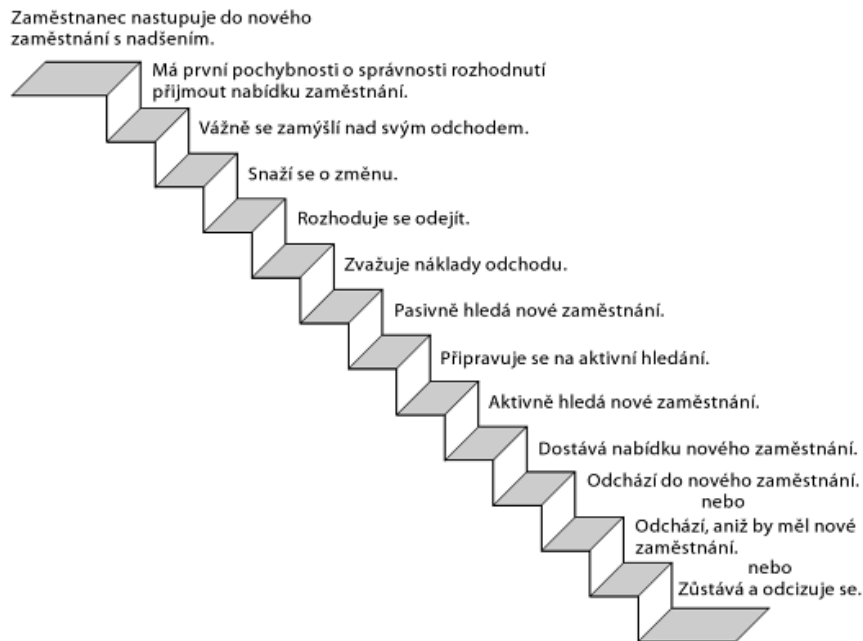 Zaměstnanec nastupuje do nového
zaměstnání s nadšením.
Má první pochybnosti o správnosti rozhodnutí
přijmout nabídku zaměstnání.
Vážně se zamýšlí nad svým odchodem.
Snaží se o změnu.
Rozhoduje se odejít.
Zvažuje náklady odchodu.
Pasivně hledá nové zaměstnání.
Připravuje se na aktivní hledání.
Aktivně hledá nové zaměstnání.
Dostává nabídku nového zaměstnání.
Odchází do nového zaměstnání.
nebo
Odchází, aniž by měl nové
zaměstnání.
nebo
Zůstává a odcizuje se.